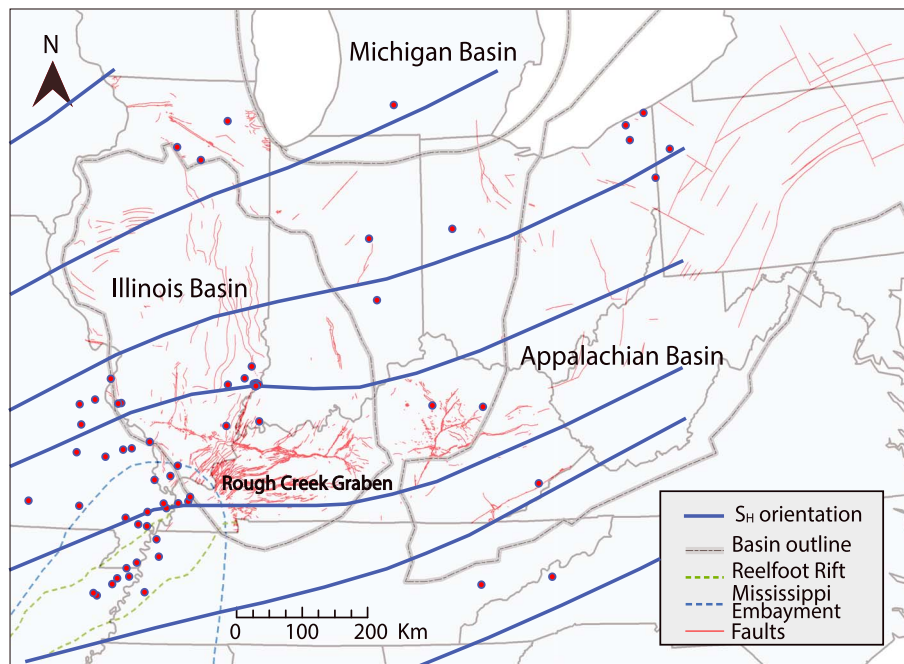 N
Michigan Basin
Illinois Basin
Appalachian Basin
Rough Creek Graben
SH orientation
Basin outline
Reelfoot Rift
Mississippi
Embayment
Faults
0 100 200 Km